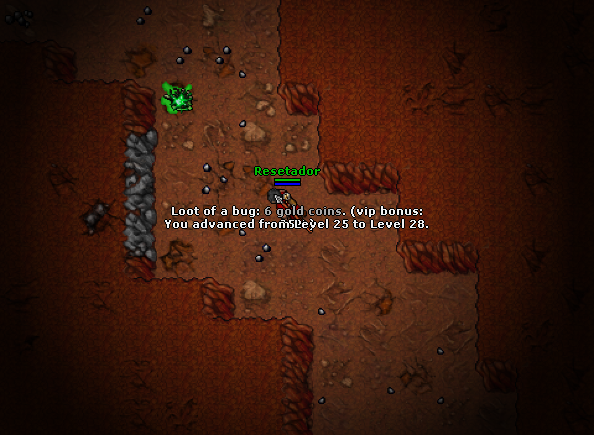 Resetador
Loot of a bug: 6 gold coins. (vip bonus:
You advanced from Level 25 to Level 28.